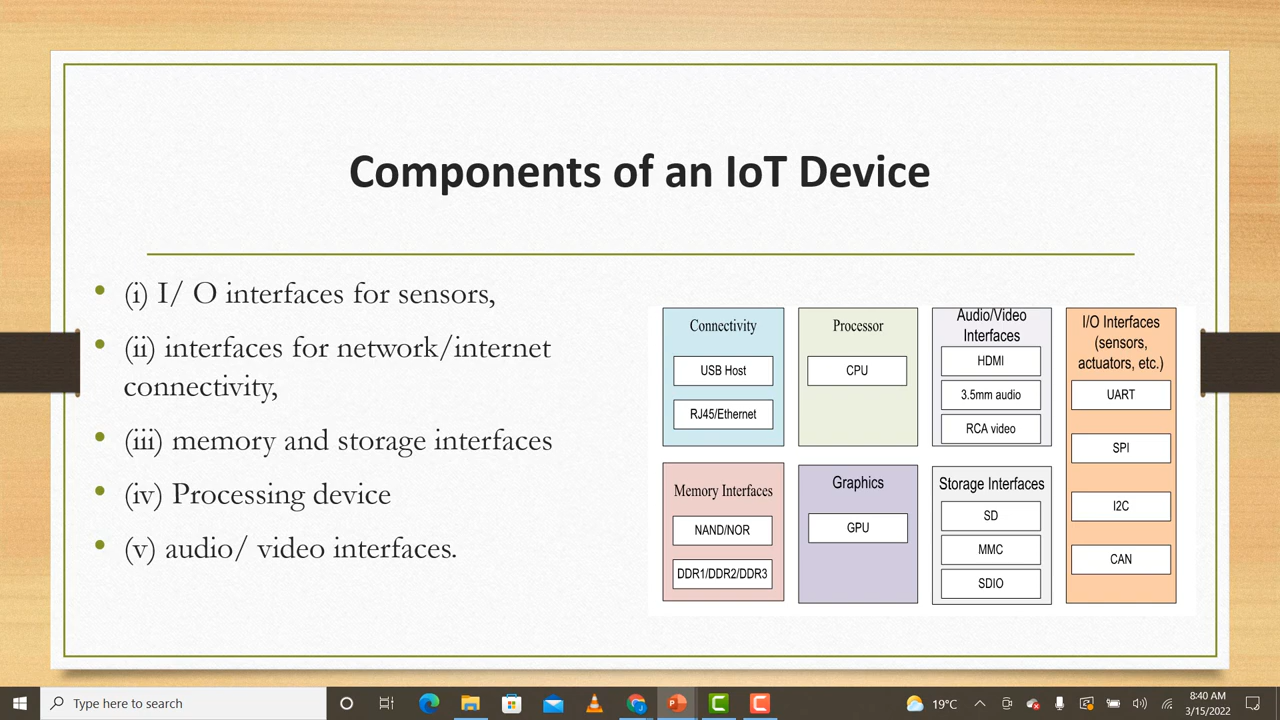 Components of an IoT Device
• (i) I/ O interfaces for sensors,
• (ii) interfaces for network/internet
connectivity,
• (iii) memory and storage interfaces
• (iv) Processing device
• (v) audio/ video interfaces.
Connectivity
USB Host
RJ45/Ethernet
Processor
CPU
Audio/Video
Interfaces
HDMI
3.5mm audio
RCA video
I/O Interfaces
(sensors,
actuators, etc.)
UART
SPI
I2C
CAN
Memory Interfaces
NAND/NOR
DDR1/DDR2/DDR3
Graphics
GPU
Storage Interfaces
SD
MMC
SDIO
Type here to search
19°C
8:40 AM
3/15/2022